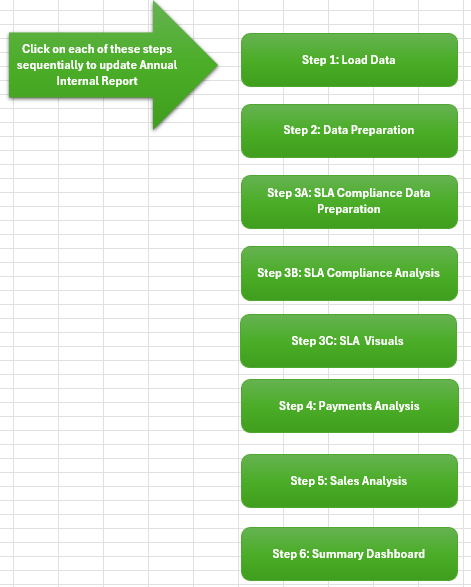 Click on each of these steps
sequentially to update Annual
Internal Report
Step 1: Load Data
Step 2: Data Preparation
Step 3A: SLA Compliance Data
Preparation
Step 3B: SLA Compliance Analysis
Step 3C: SLA  Visuals
Step 4: Payments Analysis
Step 5: Sales Analysis
Step 6: Summary Dashboard